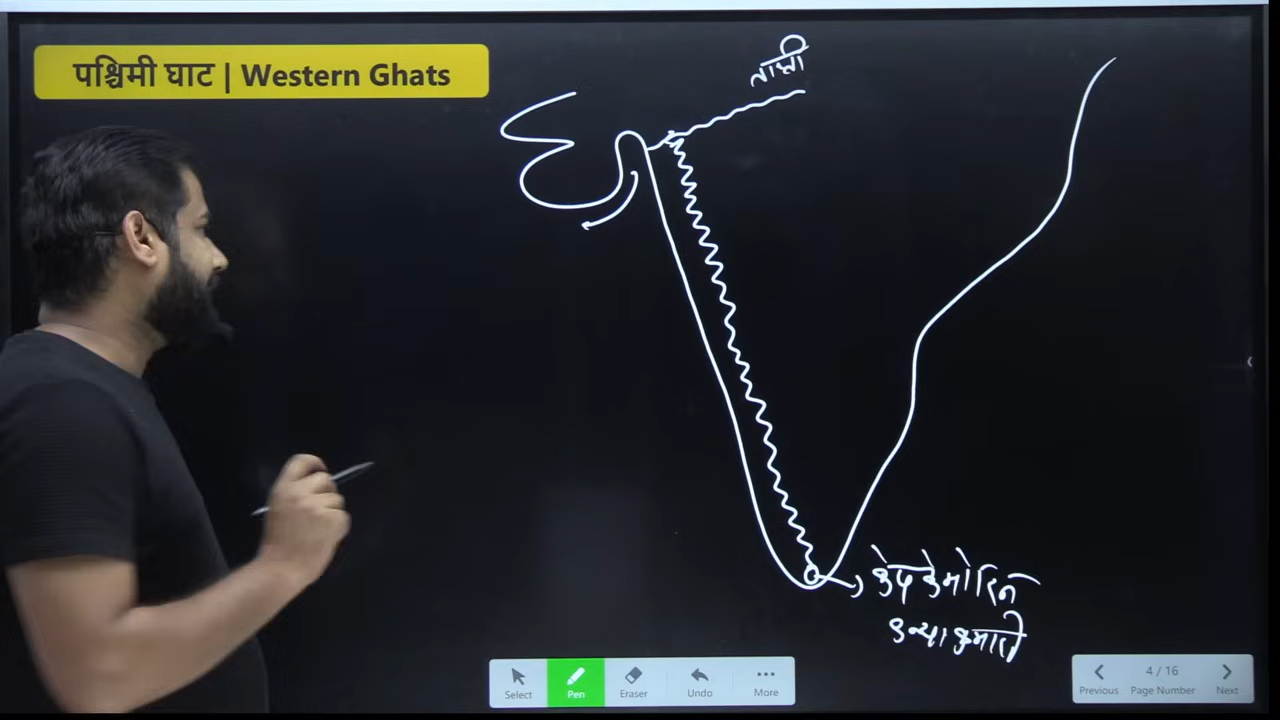 पश्चिमी घाट | Western Ghats
ताप्ती
केप केमोरिन
कन्याकुमारी
Select Pen Eraser Undo More
Previous 4 / 16 Page Number Next